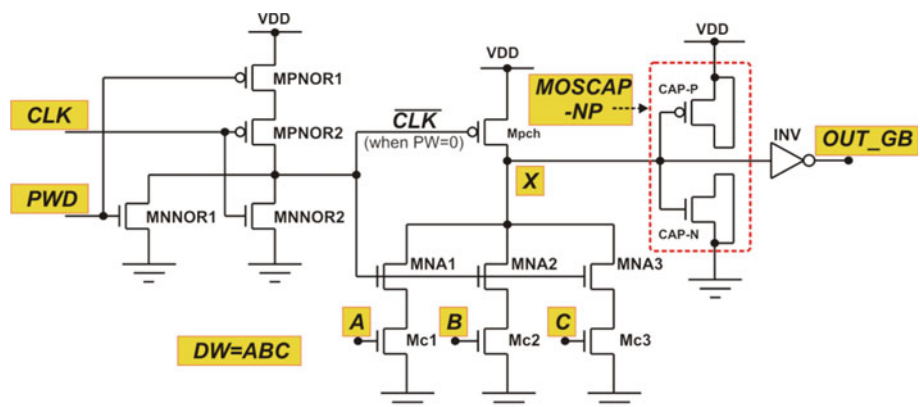 VDD
MPNOR1
CLK
MPNOR2
PWD
MNNOR1
MNNOR2
CLK
(when PW=0)
VDD
Mpch
X
MOSCAP
-NP
VDD
CAP-P
CAP-N
INV
OUT_GB
MNA1
MNA2
MNA3
A
B
C
Mc1
Mc2
Mc3
DW=ABC